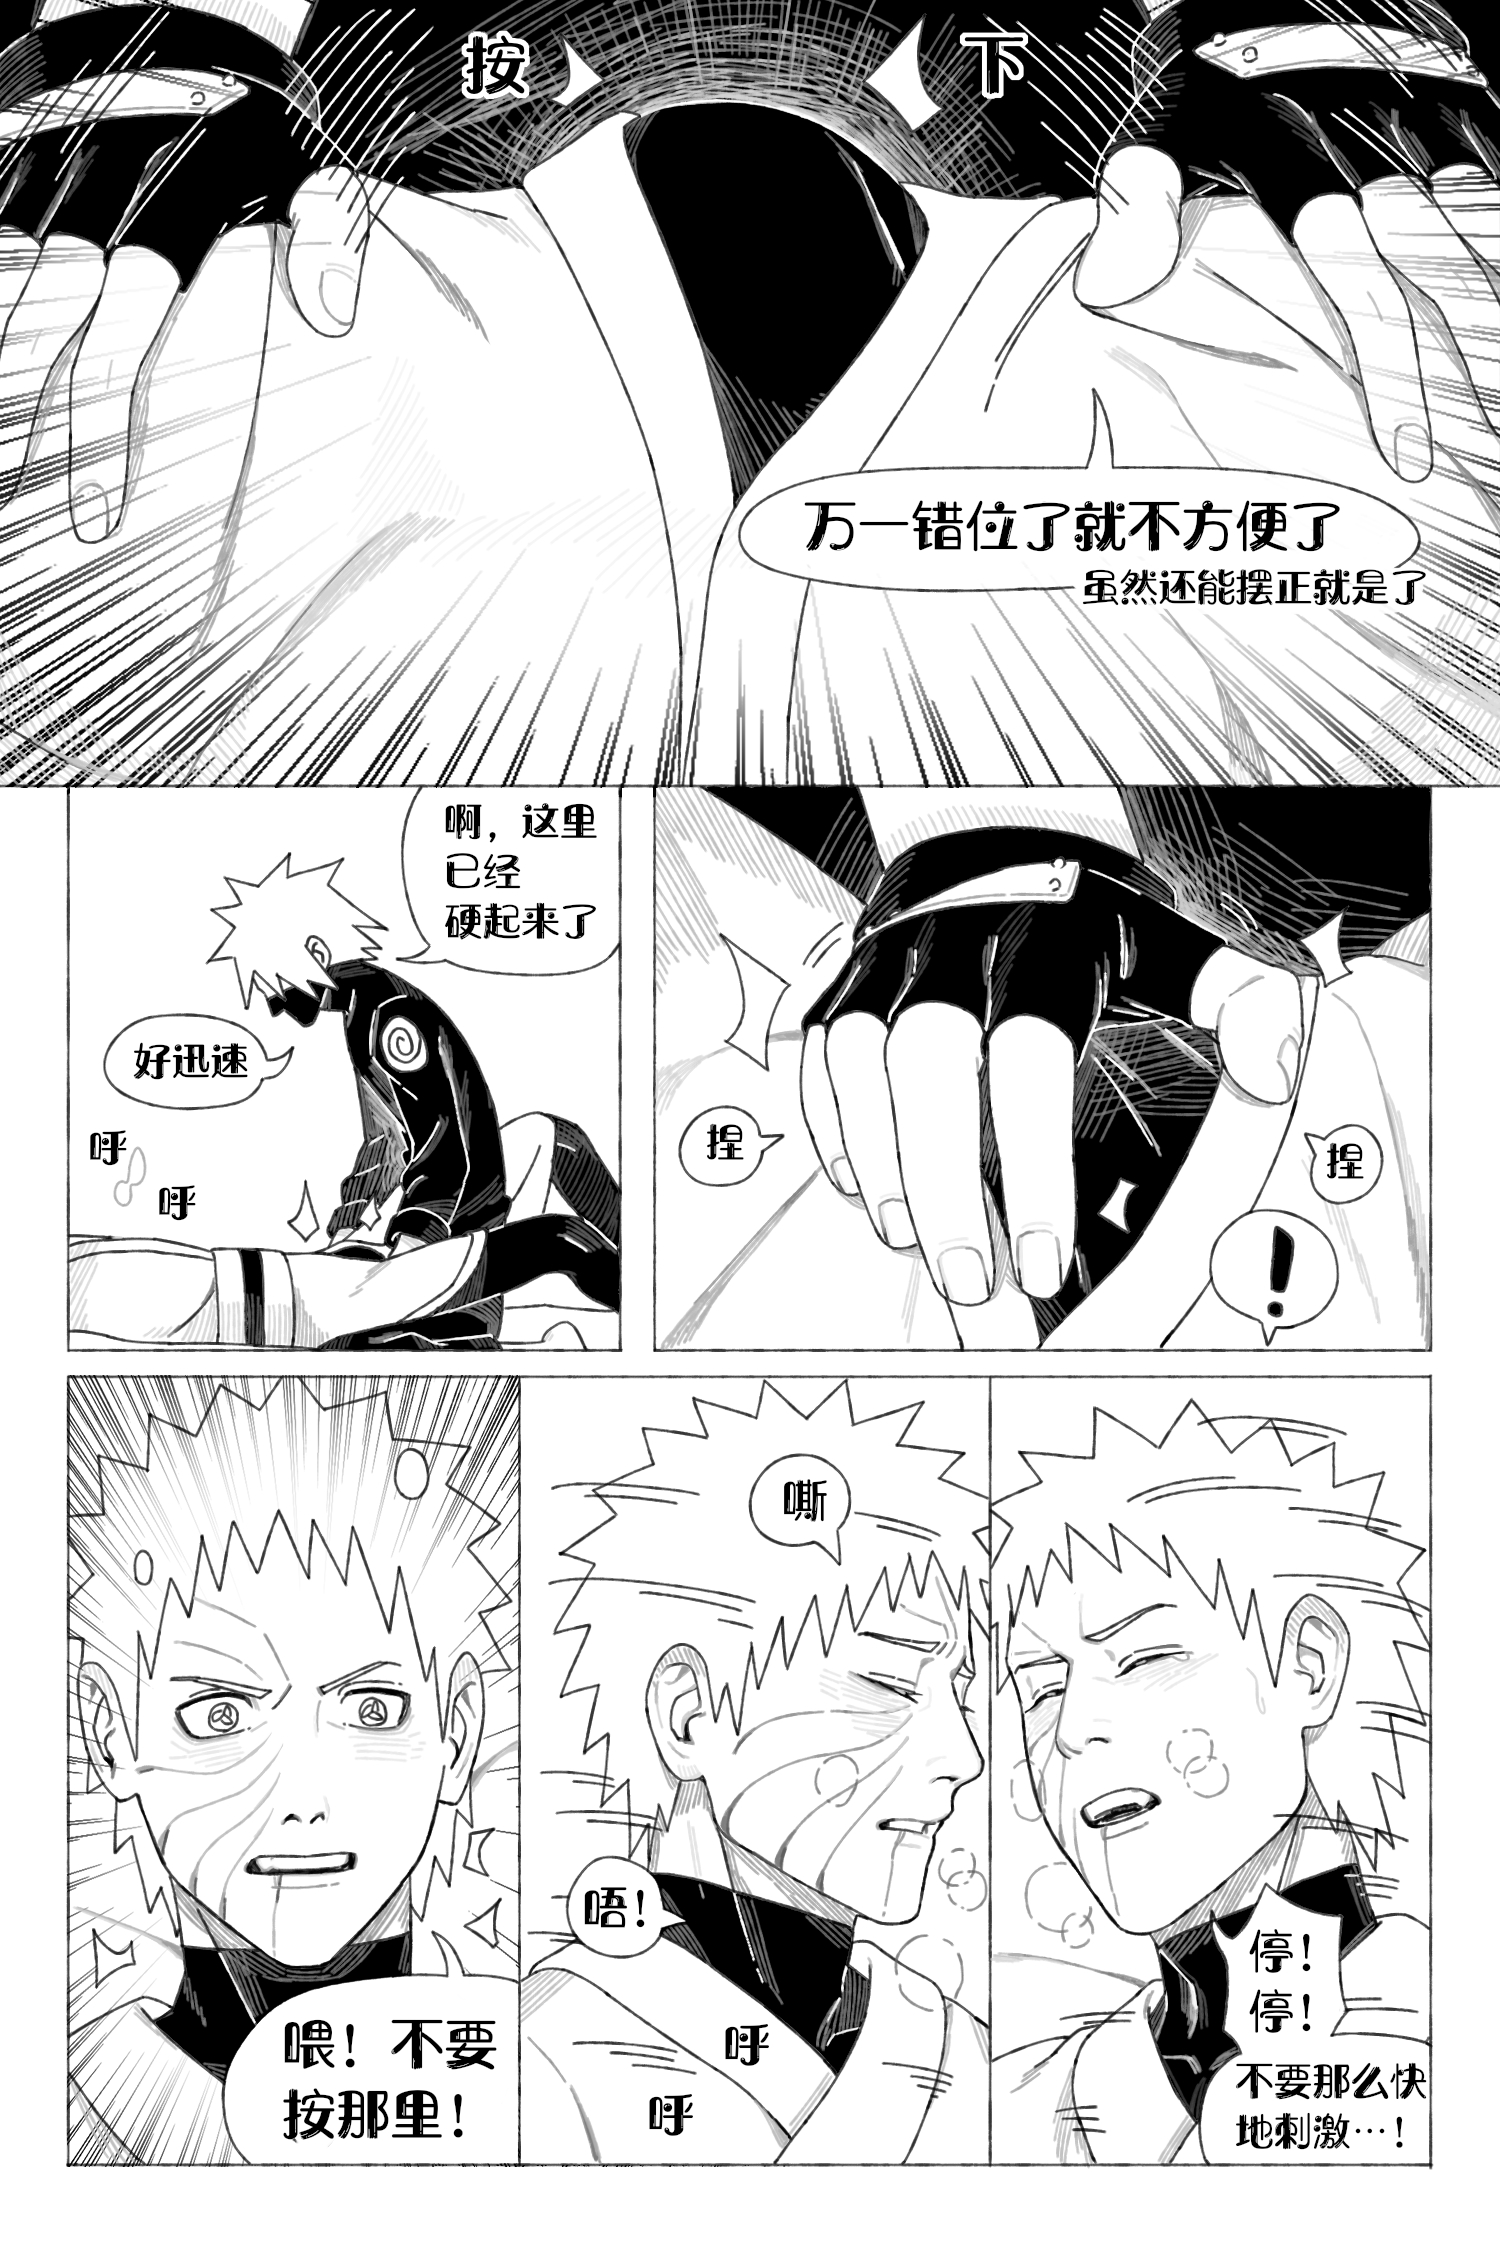 按 下
万一错位了就不方便了
虽然还能摆正就是了
啊，这里
已经
硬起来了
好迅速
呼
呼
捏
捏
！
喂！不要
按那里！
嘶
唔！
呼
呼
停！
停！
不要那么快
地刺激…！